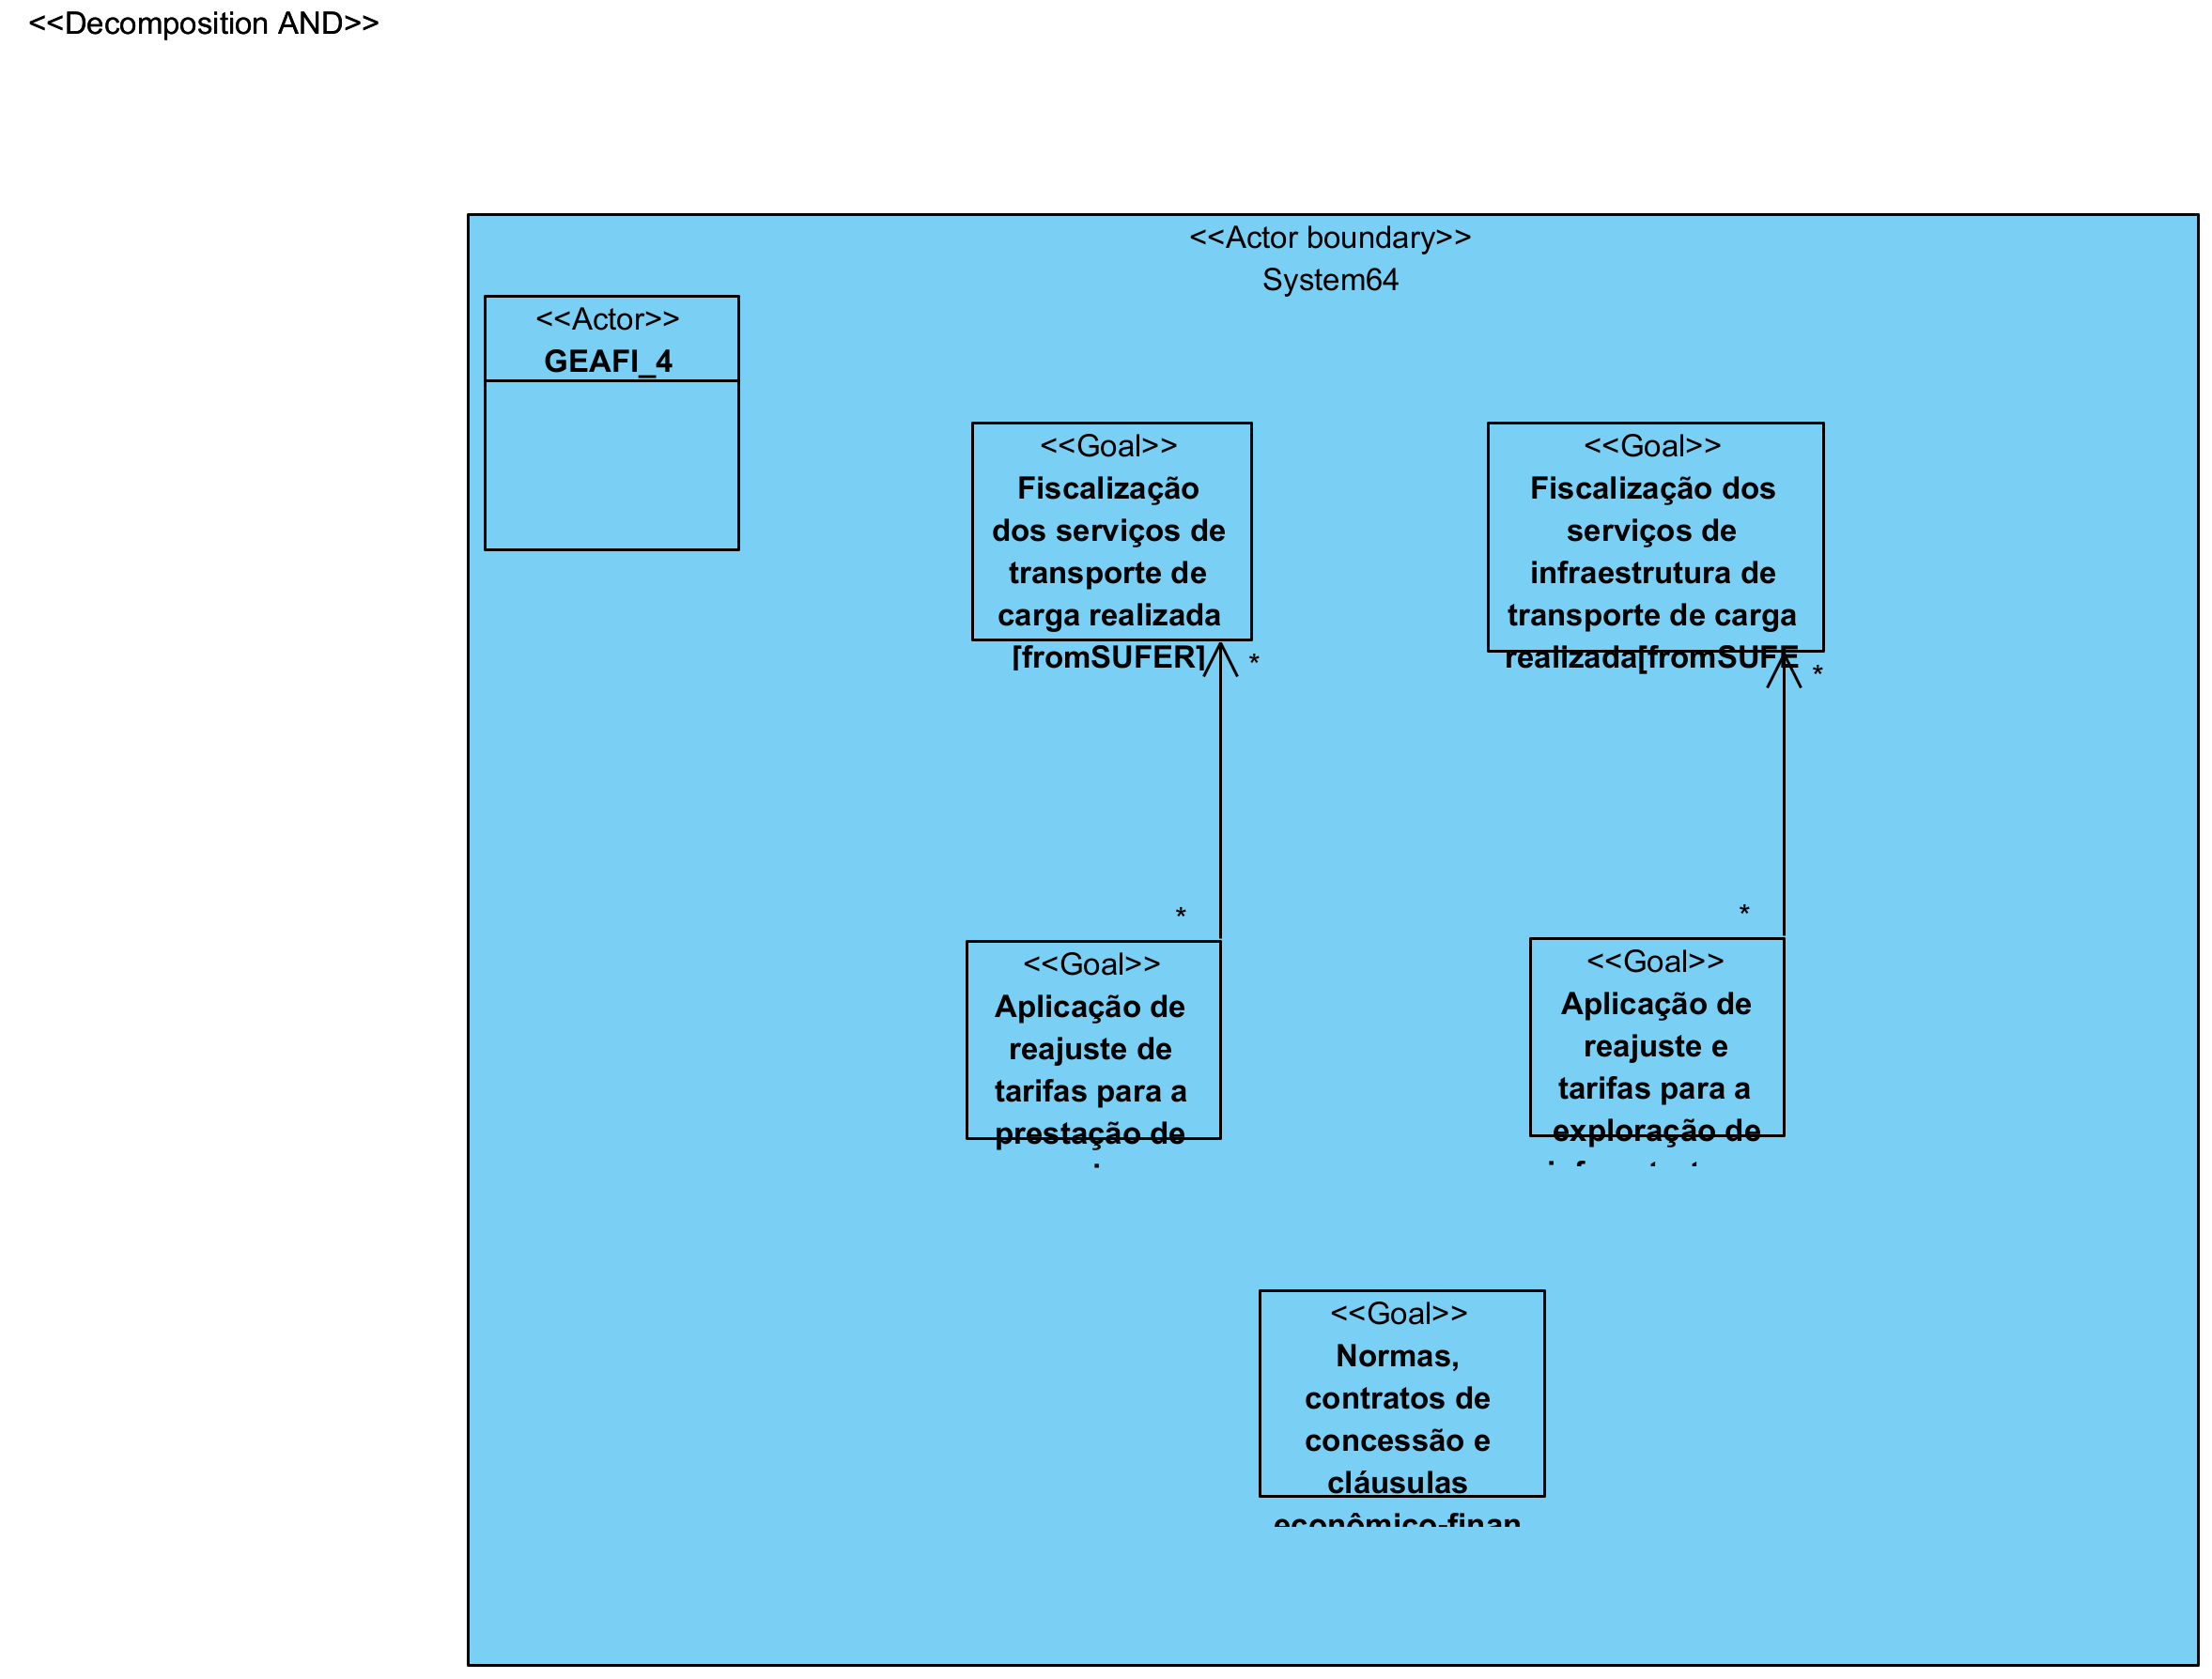 <<Decomposition AND>>
<<Actor boundary>>
System64
<<Actor>>
GEAFI_4
<<Goal>>
Fiscalização
dos serviços de
transporte de
carga realizada
[fromSUFER]
*
<<Goal>>
Fiscalização dos
serviços de
infraestrutura de
transporte de carga
realizada[fromSUFE
*
*
<<Goal>>
Aplicação de
reajuste de
tarifas para a
prestação de
*
<<Goal>>
Aplicação de
reajuste e
tarifas para a
exploração de
<<Goal>>
Normas,
contratos de
concessão e
cláusulas
econômico-finan